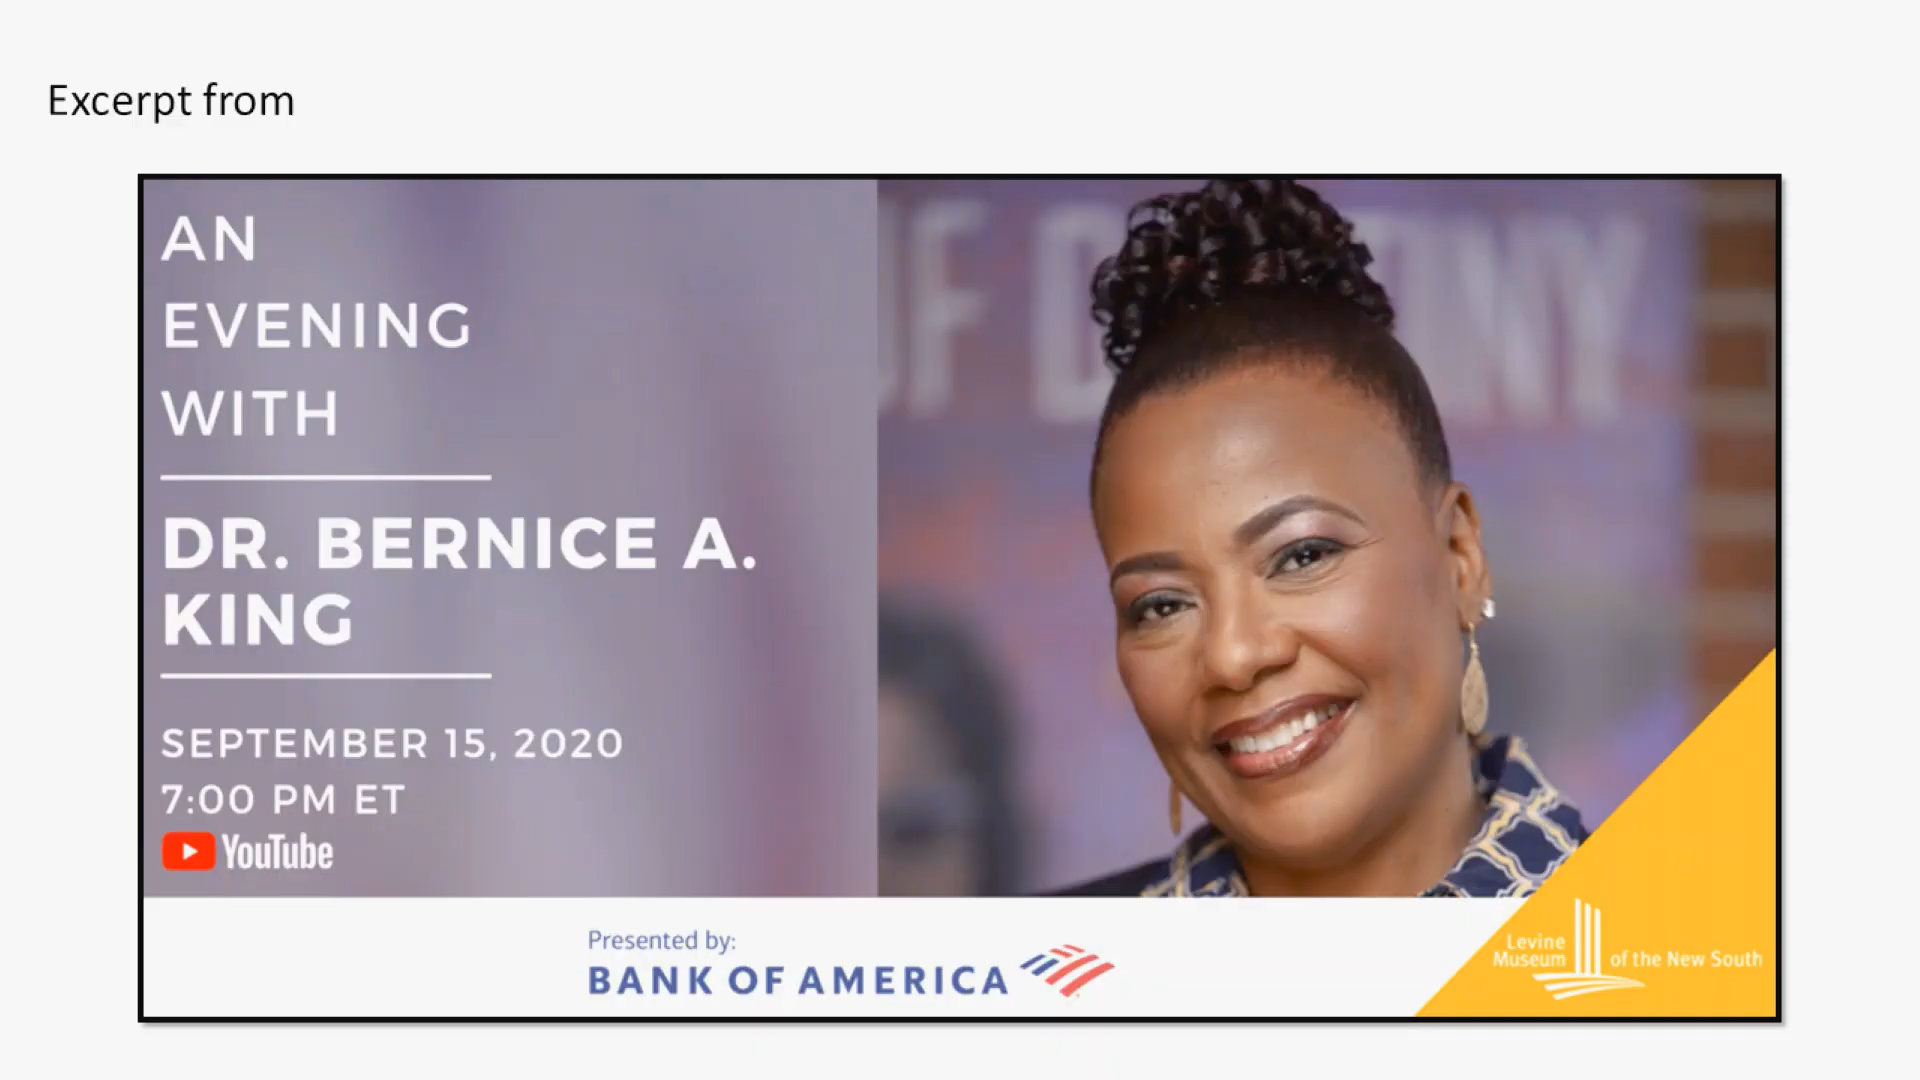 Excerpt from
AN
EVENING
WITH
DR. BERNICE A.
KING
SEPTEMBER 15, 2020
7:00 PM ET
YouTube
Presented by:
BANK OF AMERICA
Levine
Museum of the New South